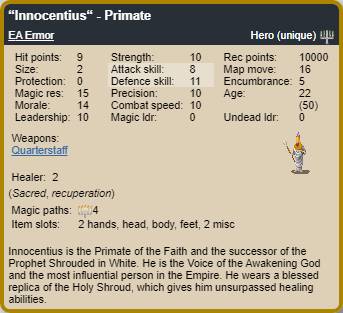 “Innocentius“ - Primate
EA Ermor Hero (unique)
Hit points: 9 Strength: 10 Rec points: 10000
Size: 2 Attack skill: 8 Map move: 16
Protection: 0 Defence skill: 11 Encumbrance: 5
Magic res: 15 Precision: 10 Age: 22
Morale: 14 Combat speed: 10 (50)
Leadership: 10 Magic ldr: 0 Undead ldr: 0
Weapons:
Quarterstaff
Healer: 2
(Sacred, recuperation)
Magic paths: 4
Item slots: 2 hands, head, body, feet, 2 misc
Innocentius is the Primate of the Faith and the successor of the
Prophet Shrouded in White. He is the Voice of the Awakening God
and the most influential person in the Empire. He wears a blessed
replica of the Holy Shroud, which gives him unsurpassed healing
abilities.